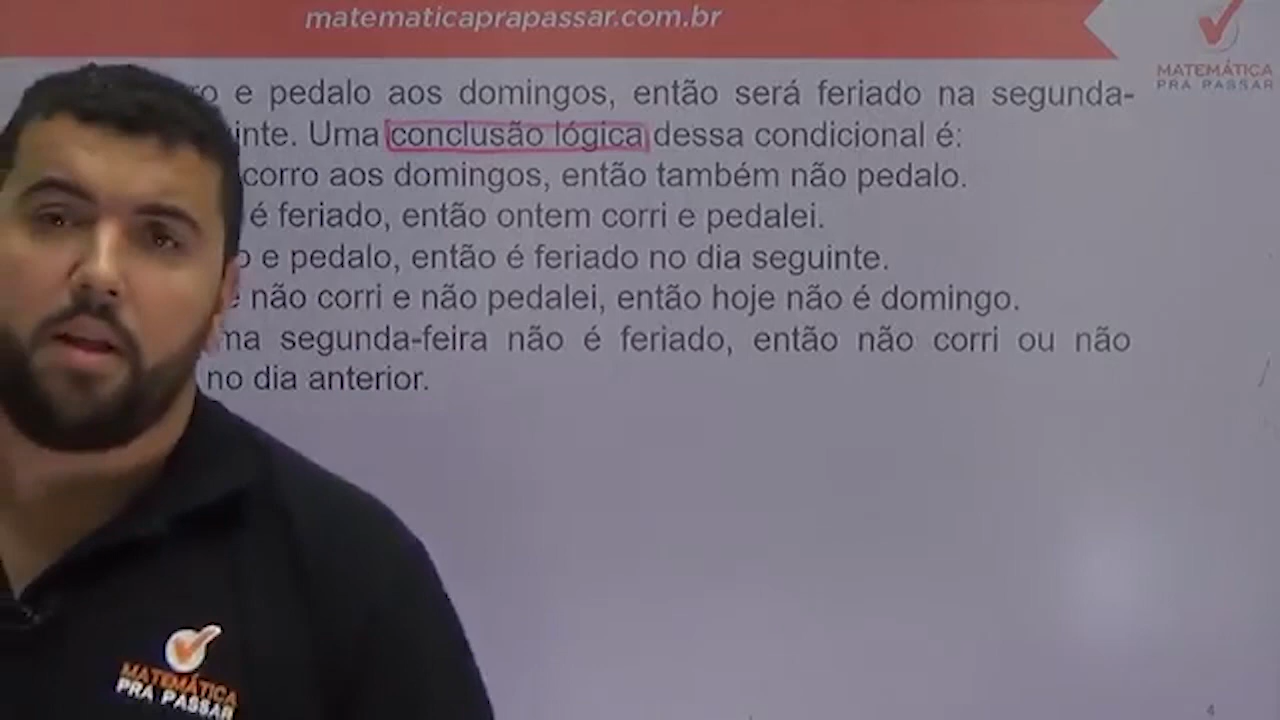 matematicaprapassar.com.br
MATEMÁTICA
PRA PASSAR
e pedalo aos domingos, então será feriado na segunda-
Uma conclusão lógica dessa condicional é:
corro aos domingos, então também não pedalo.
é feriado, então ontem corri e pedalei.
e pedalo, então é feriado no dia seguinte.
não corri e não pedalei, então hoje não é domingo.
segunda-feira não é feriado, então não corri ou não
no dia anterior.
MATEMÁTICA
PRA PASSAR
4